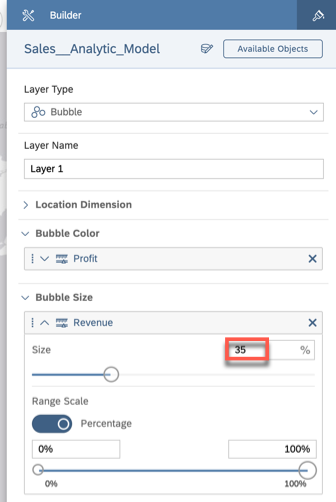 Builder
Sales__Analytic_Model
Available Objects
Layer Type
Bubble
Layer Name
Layer 1
Location Dimension
Bubble Color
Profit
Bubble Size
Revenue
Size 35 %
Range Scale
Percentage
0% 100%
0% 100%